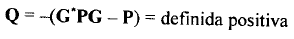 Q = –(G*PG – P) = definida positiva